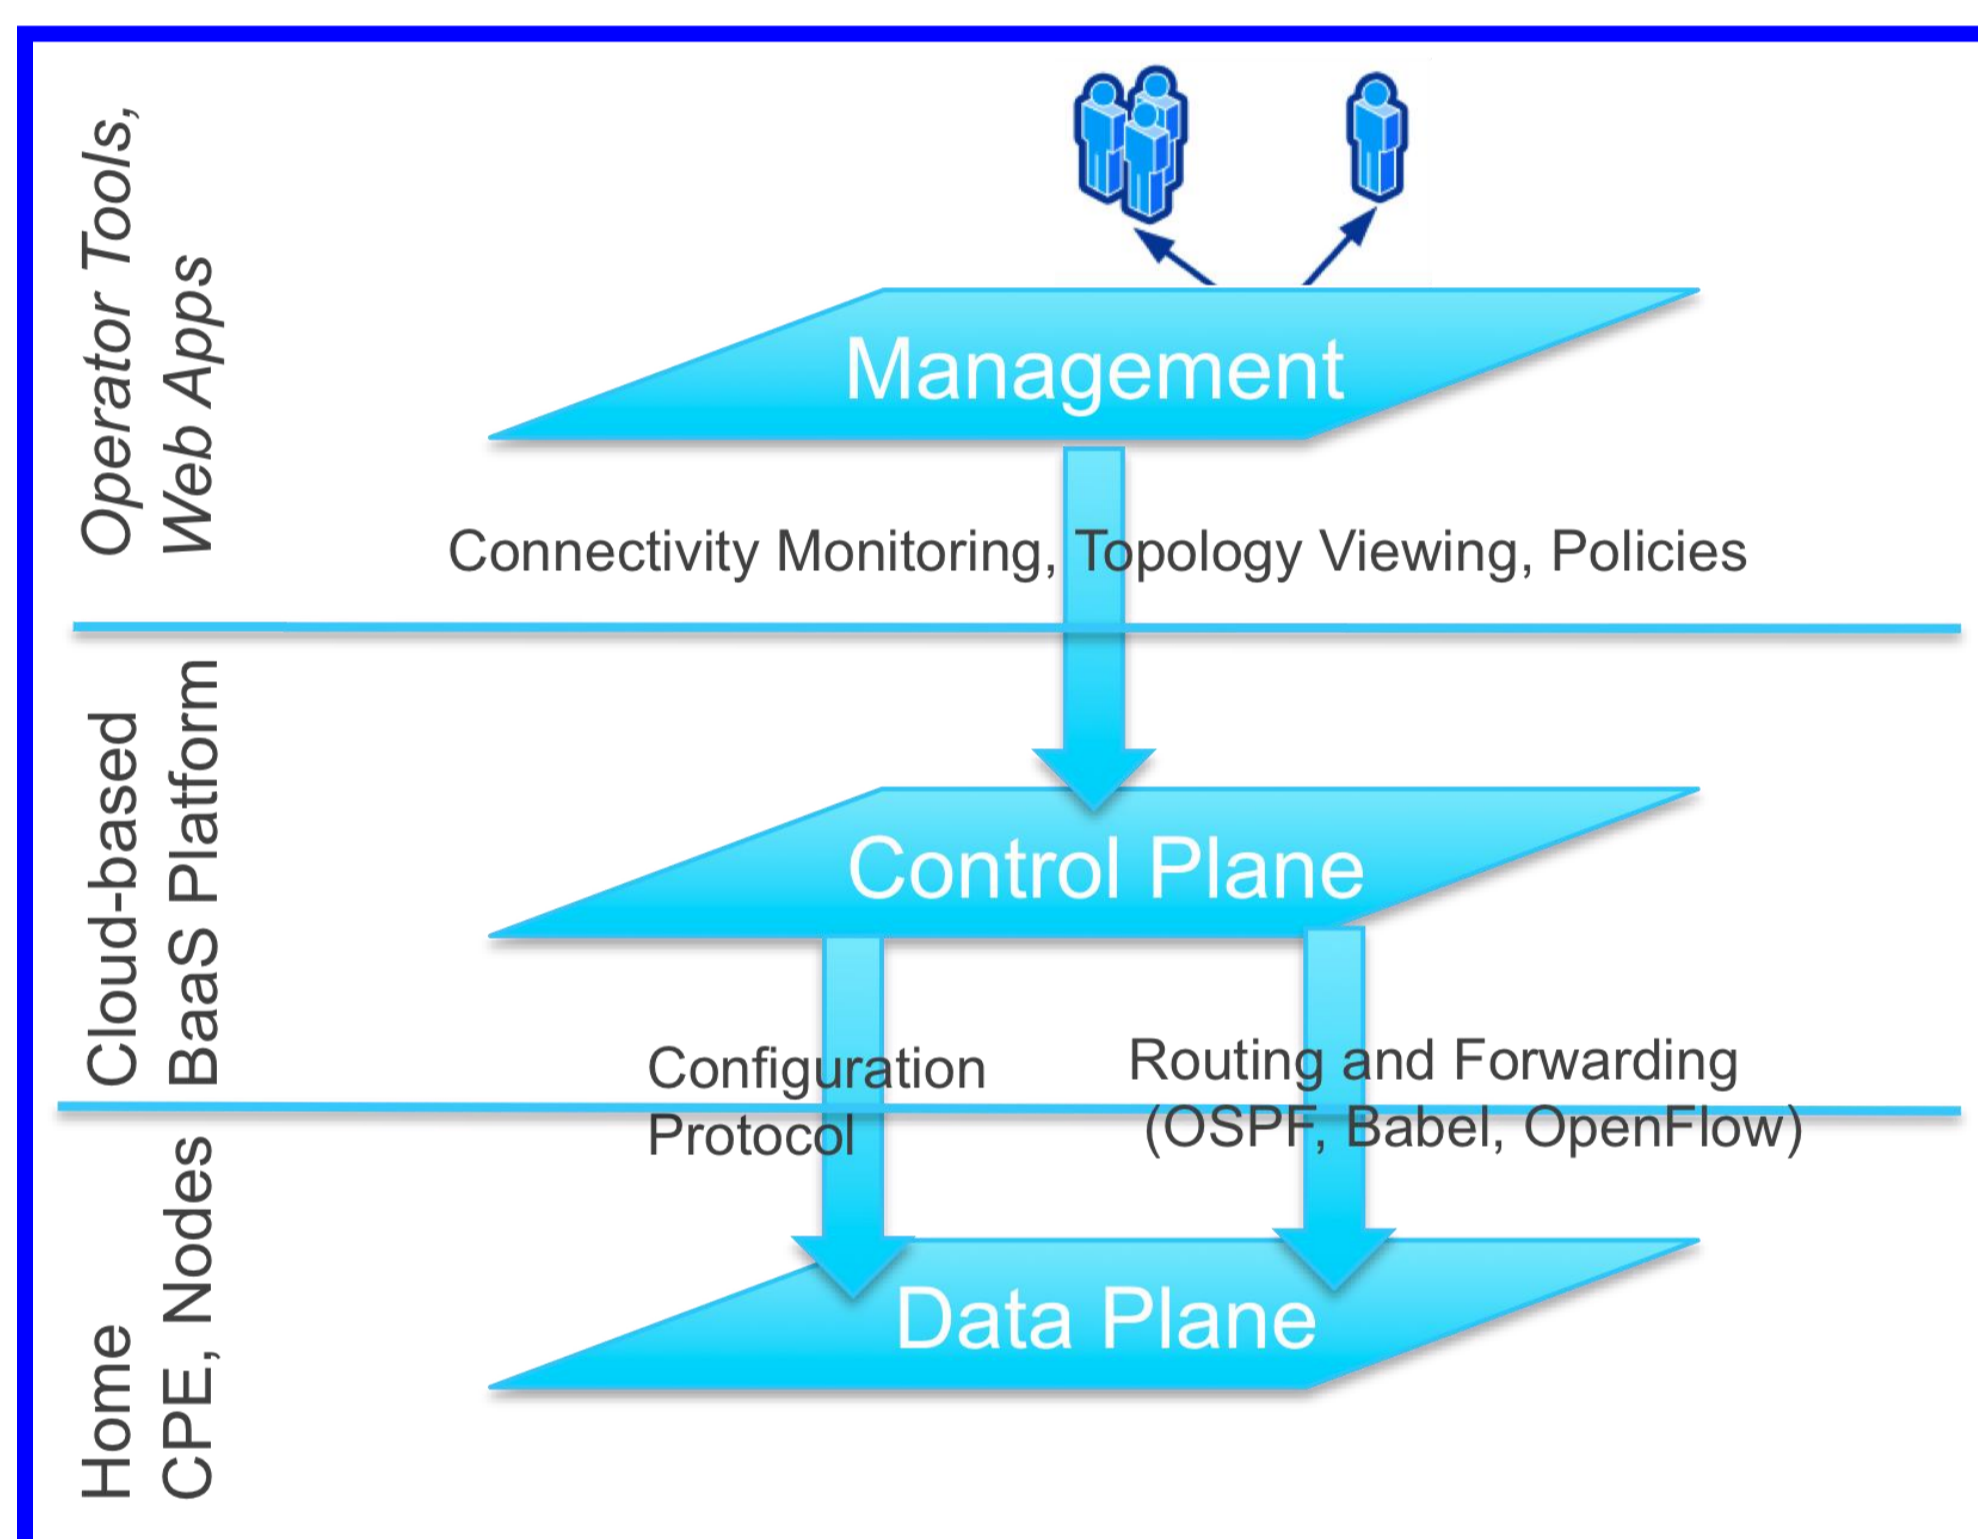 Operator Tools,
Web Apps
Management
Connectivity Monitoring, Topology Viewing, Policies
Cloud-based
BaaS Platform
Control Plane
Configuration
Protocol
Routing and Forwarding
(OSPF, Babel, OpenFlow)
Home
CPE, Nodes
Data Plane